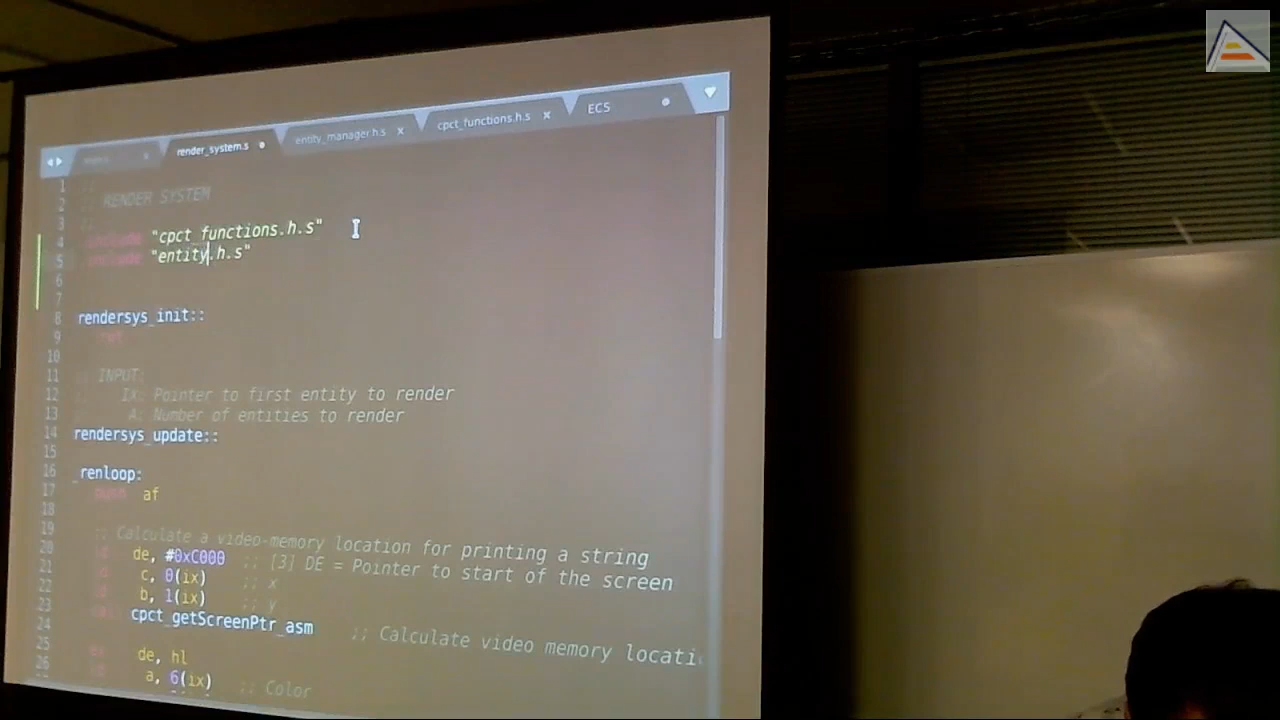 render_system.s
entity_manager.h.s x
cpct_functions.h.s x
ECS
1 ;;
2 ;; RENDER SYSTEM
3 ;;
4 .include "cpct_functions.h.s"
5 .include "entity.h.s"
6
7
8 rendersys_init::
9 ret
10
11 ;; INPUT:
12 ;; IX: Pointer to first entity to render
13 ;; A: Number of entities to render
14 rendersys_update::
15
16 _renloop:
17 push af
18
19 ;; Calculate a video-memory location for printing a string
20 ld de, #0xC000 ;; [3] DE = Pointer to start of the screen
21 ld c, 0(ix) ;; x
22 ld b, 1(ix) ;; y
23 call cpct_getScreenPtr_asm ;; Calculate video memory locati
24
25 ex de, hl
26 ld a, 6(ix) ;; Color